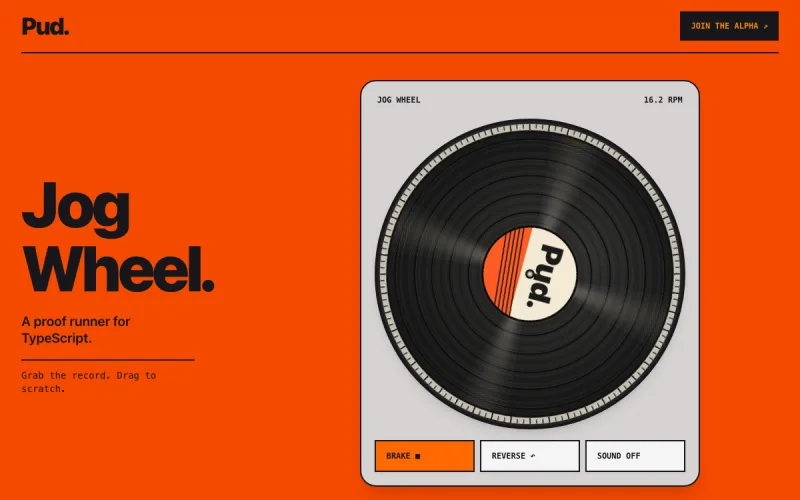 Pud.
JOIN THE ALPHA ↗
JOG WHEEL
16.2 RPM
Jog
Wheel.
A proof runner for
TypeScript.
Grab the record. Drag to
scratch.
Pud.
BRAKE ■
REVERSE ↶
SOUND OFF